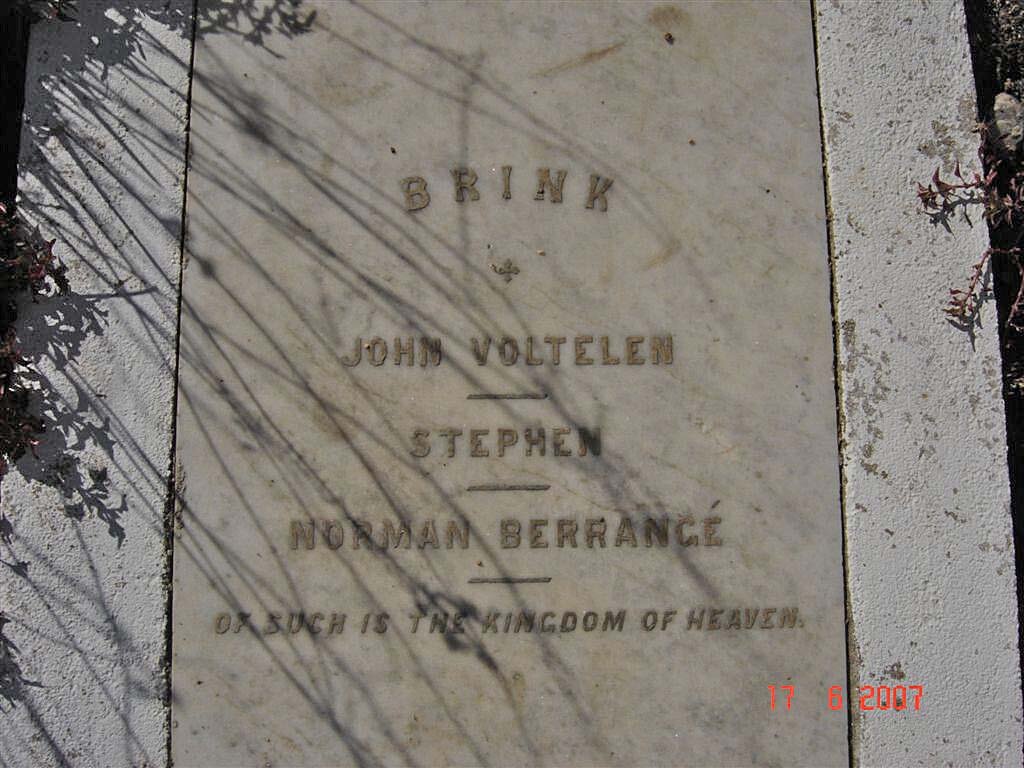 BRINK
JOHN VOLTELEN
STEPHEN
NORMAN BERRANGÉ
OF SUCH IS THE KINGDOM OF HEAVEN.
17 6 2007